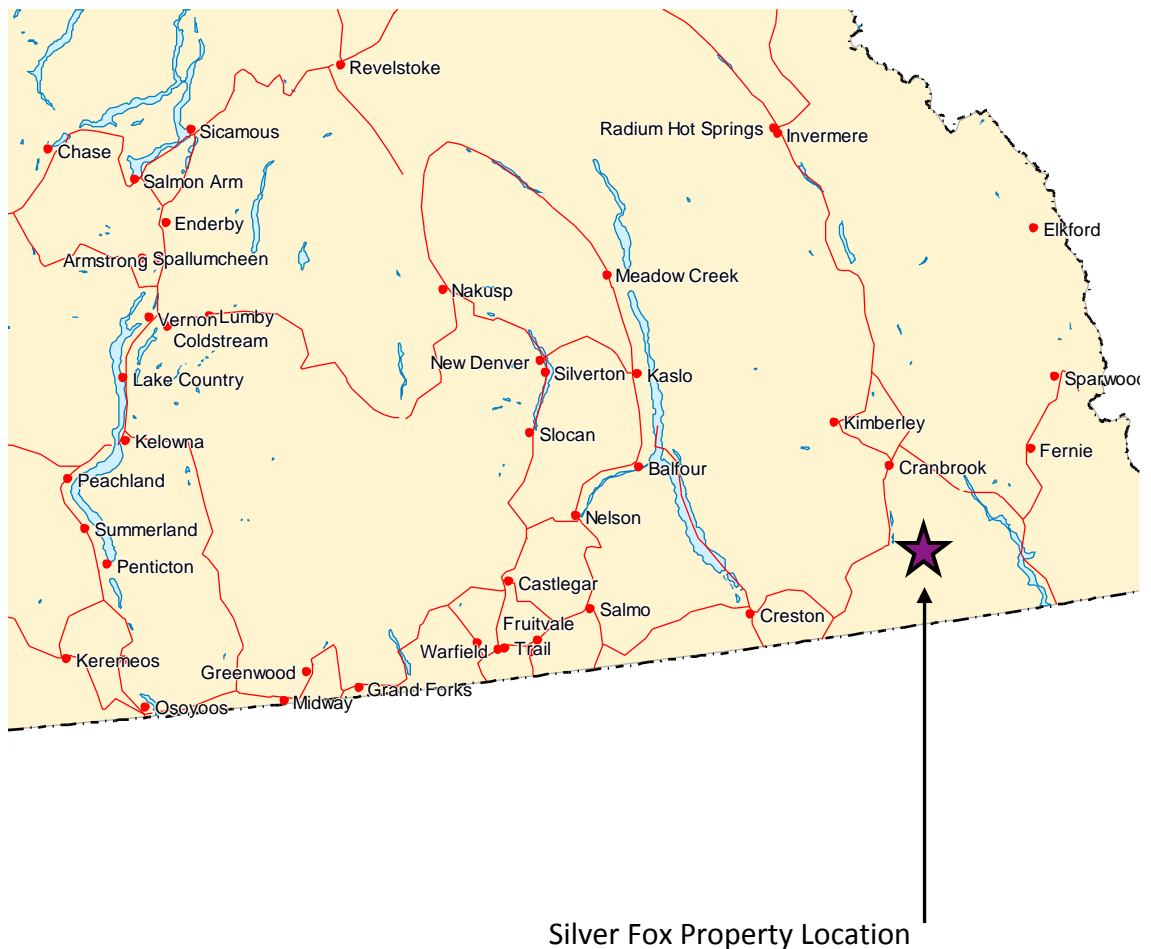 Revelstoke
Sicamous
Radium Hot Springs
Invermere
Chase
Salmon Arm
Enderby
Elkford
Armstrong
Spallumcheen
Meadow Creek
Nakusp
Vernon
Lumby
Coldstream
New Denver
Silverton
Kaslo
Lake Country
Sparwood
Kimberley
Slocan
Kelowna
Fernie
Balfour
Cranbrook
Peachland
Nelson
Summerland
Penticton
Castlegar
Salmo
Creston
Fruitvale
Warfield
Trail
Keremeos
Greenwood
Grand Forks
Midway
Osoyoos
Silver Fox Property Location